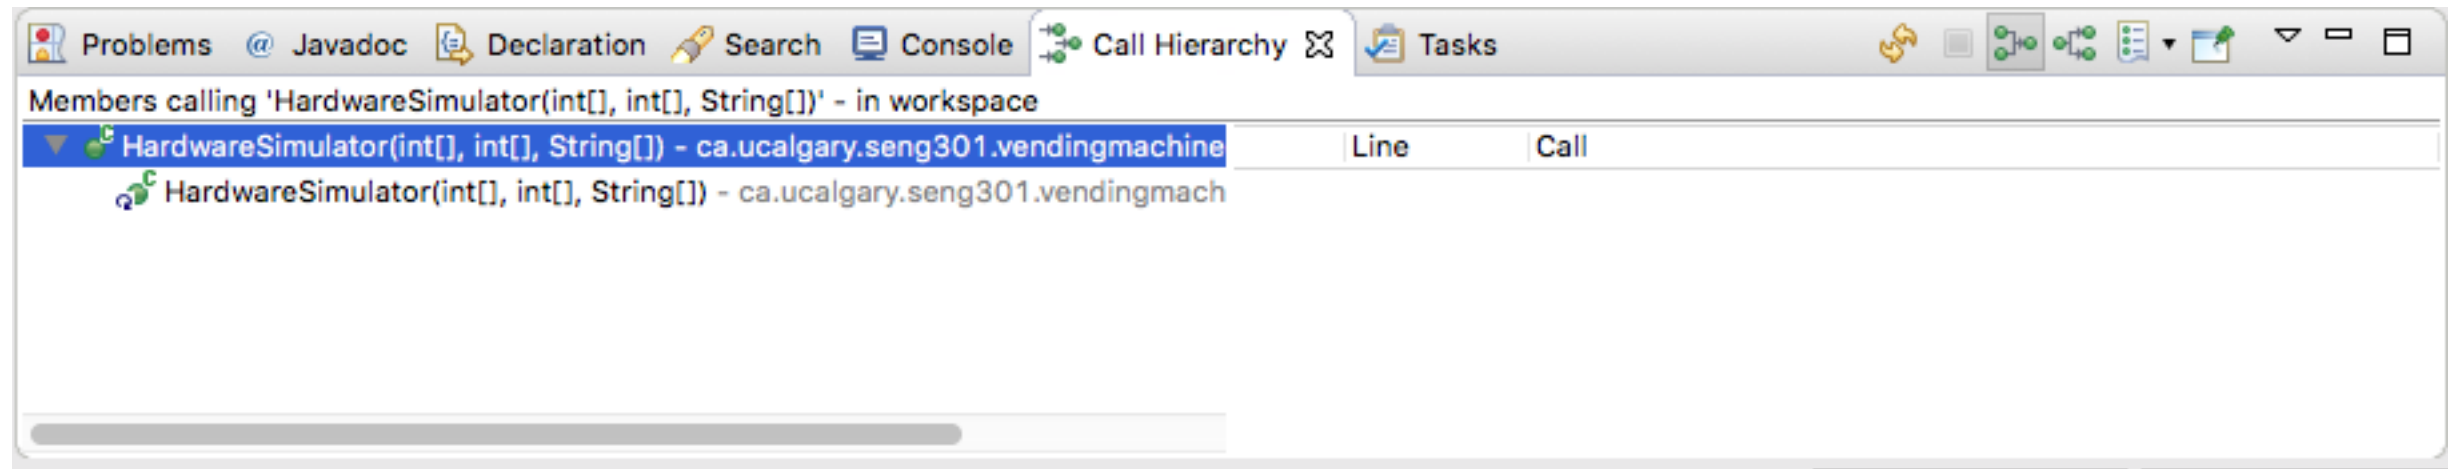 Problems @ Javadoc Declaration Search Console Call Hierarchy Tasks
Members calling 'HardwareSimulator(int[], int[], String[])' - in workspace
HardwareSimulator(int[], int[], String[]) - ca.ucalgary.seng301.vendingmachine Line Call
HardwareSimulator(int[], int[], String[]) - ca.ucalgary.seng301.vendingmach